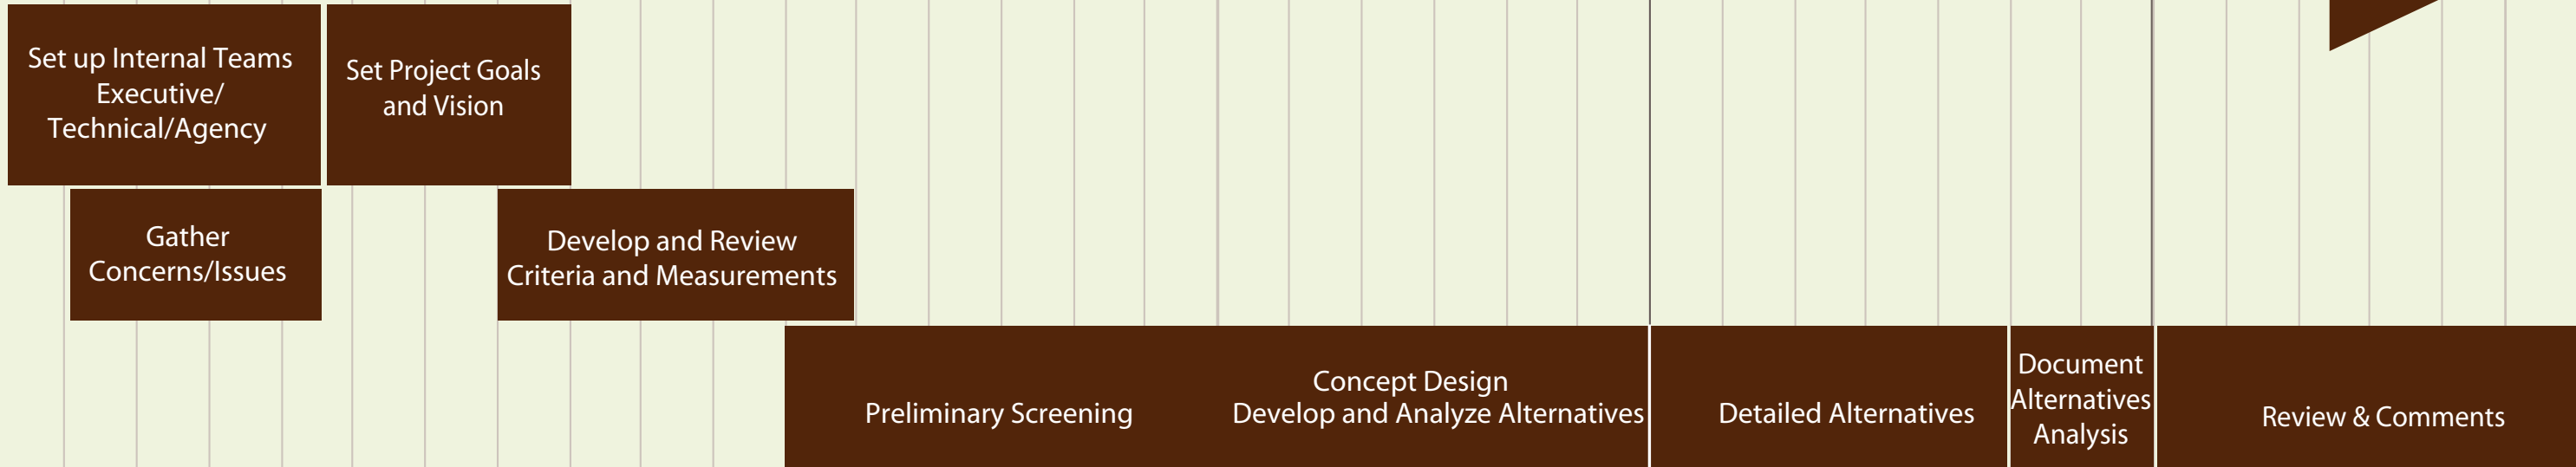 Set up Internal Teams
Executive/
Technical/Agency
Set Project Goals
and Vision
Gather
Concerns/Issues
Develop and Review
Criteria and Measurements
Preliminary Screening
Concept Design
Develop and Analyze Alternatives
Detailed Alternatives
Document
Alternatives
Analysis
Review & Comments